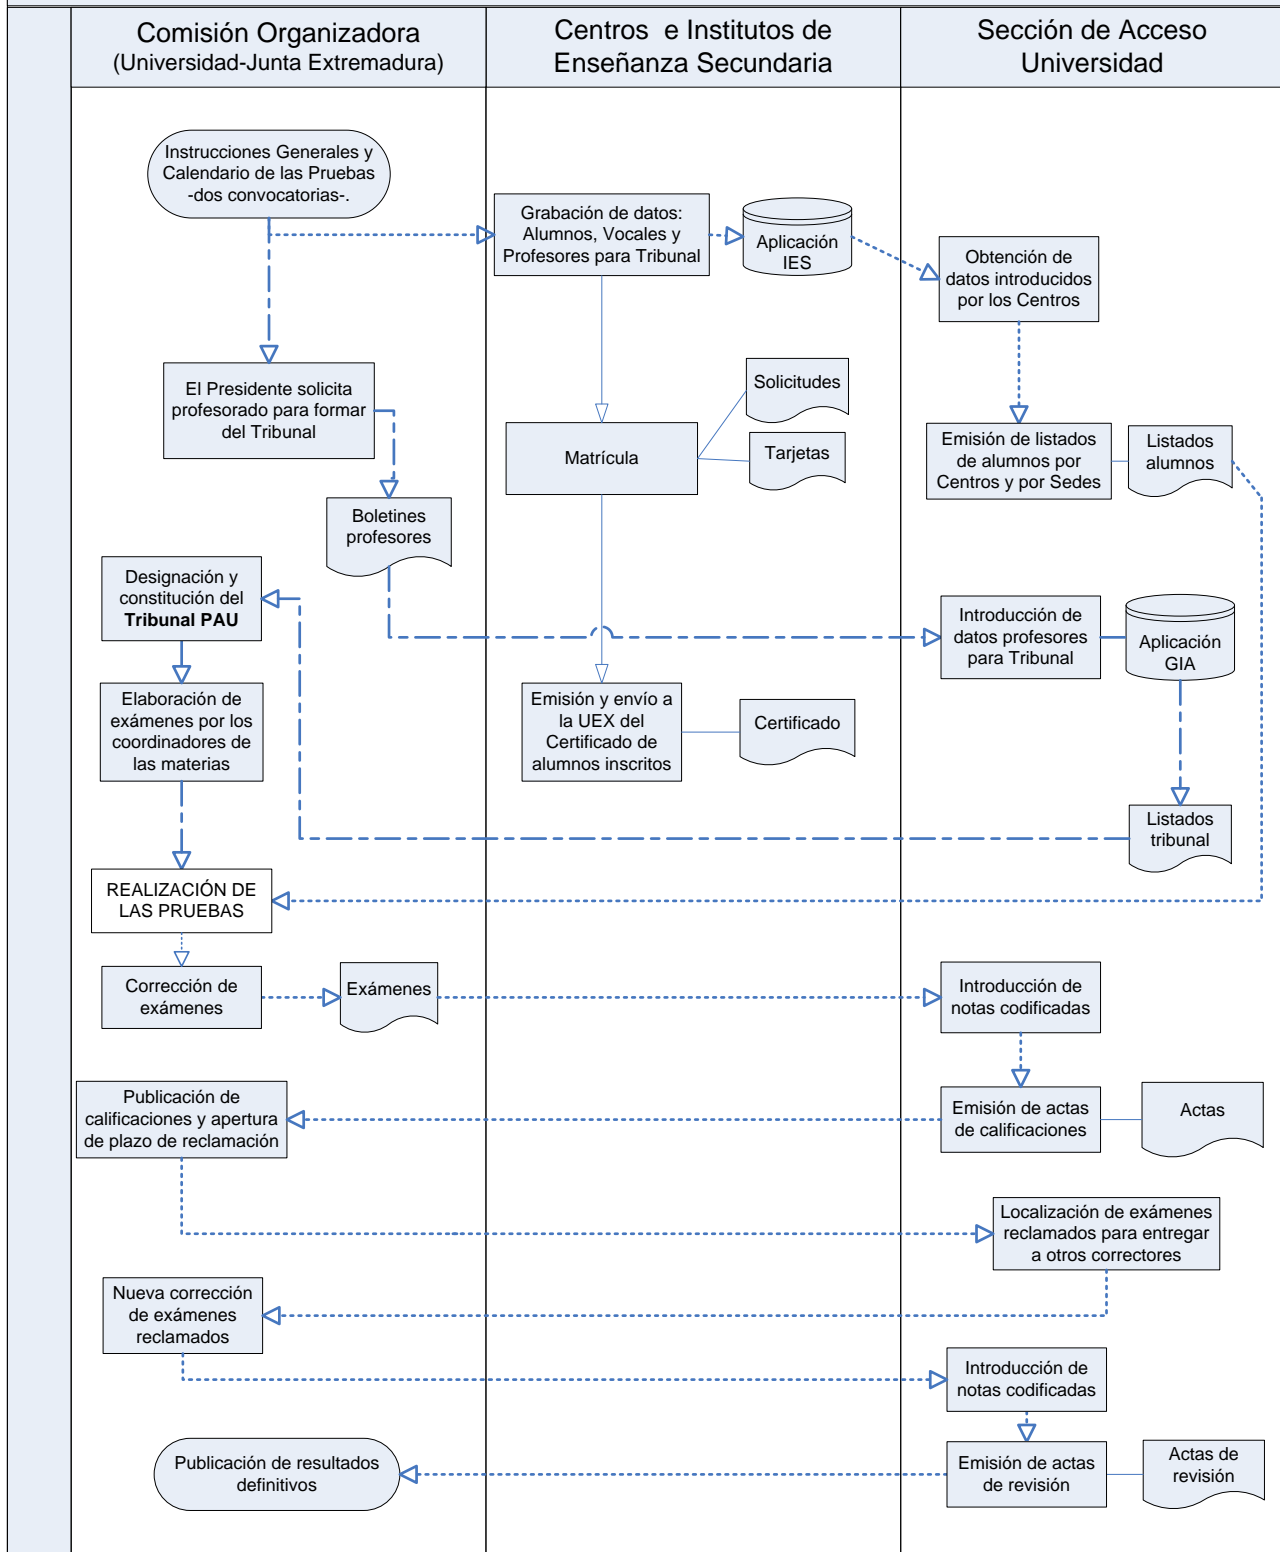 Comisión Organizadora
(Universidad-Junta Extremadura)
Centros e Institutos de
Enseñanza Secundaria
Sección de Acceso
Universidad
Instrucciones Generales y
Calendario de las Pruebas
-dos convocatorias-.
Grabación de datos:
Alumnos, Vocales y
Profesores para Tribunal
Aplicación
IES
Obtención de
datos introducidos
por los Centros
El Presidente solicita
profesorado para formar
del Tribunal
Solicitudes
Matrícula
Tarjetas
Emisión de listados
de alumnos por
Centros y por Sedes
Listados
alumnos
Boletines
profesores
Designación y
constitución del
Tribunal PAU
Introducción de
datos profesores
para Tribunal
Aplicación
GIA
Elaboración de
exámenes por los
coordinadores de
las materias
Emisión y envío a
la UEX del
Certificado de
alumnos inscritos
Certificado
Listados
tribunal
REALIZACIÓN DE
LAS PRUEBAS
Corrección de
exámenes
Exámenes
Introducción de
notas codificadas
Publicación de
calificaciones y apertura
de plazo de reclamación
Emisión de actas
de calificaciones
Actas
Localización de exámenes
reclamados para entregar
a otros correctores
Nueva corrección
de exámenes
reclamados
Introducción de
notas codificadas
Publicación de resultados
definitivos
Emisión de actas
de revisión
Actas de
revisión